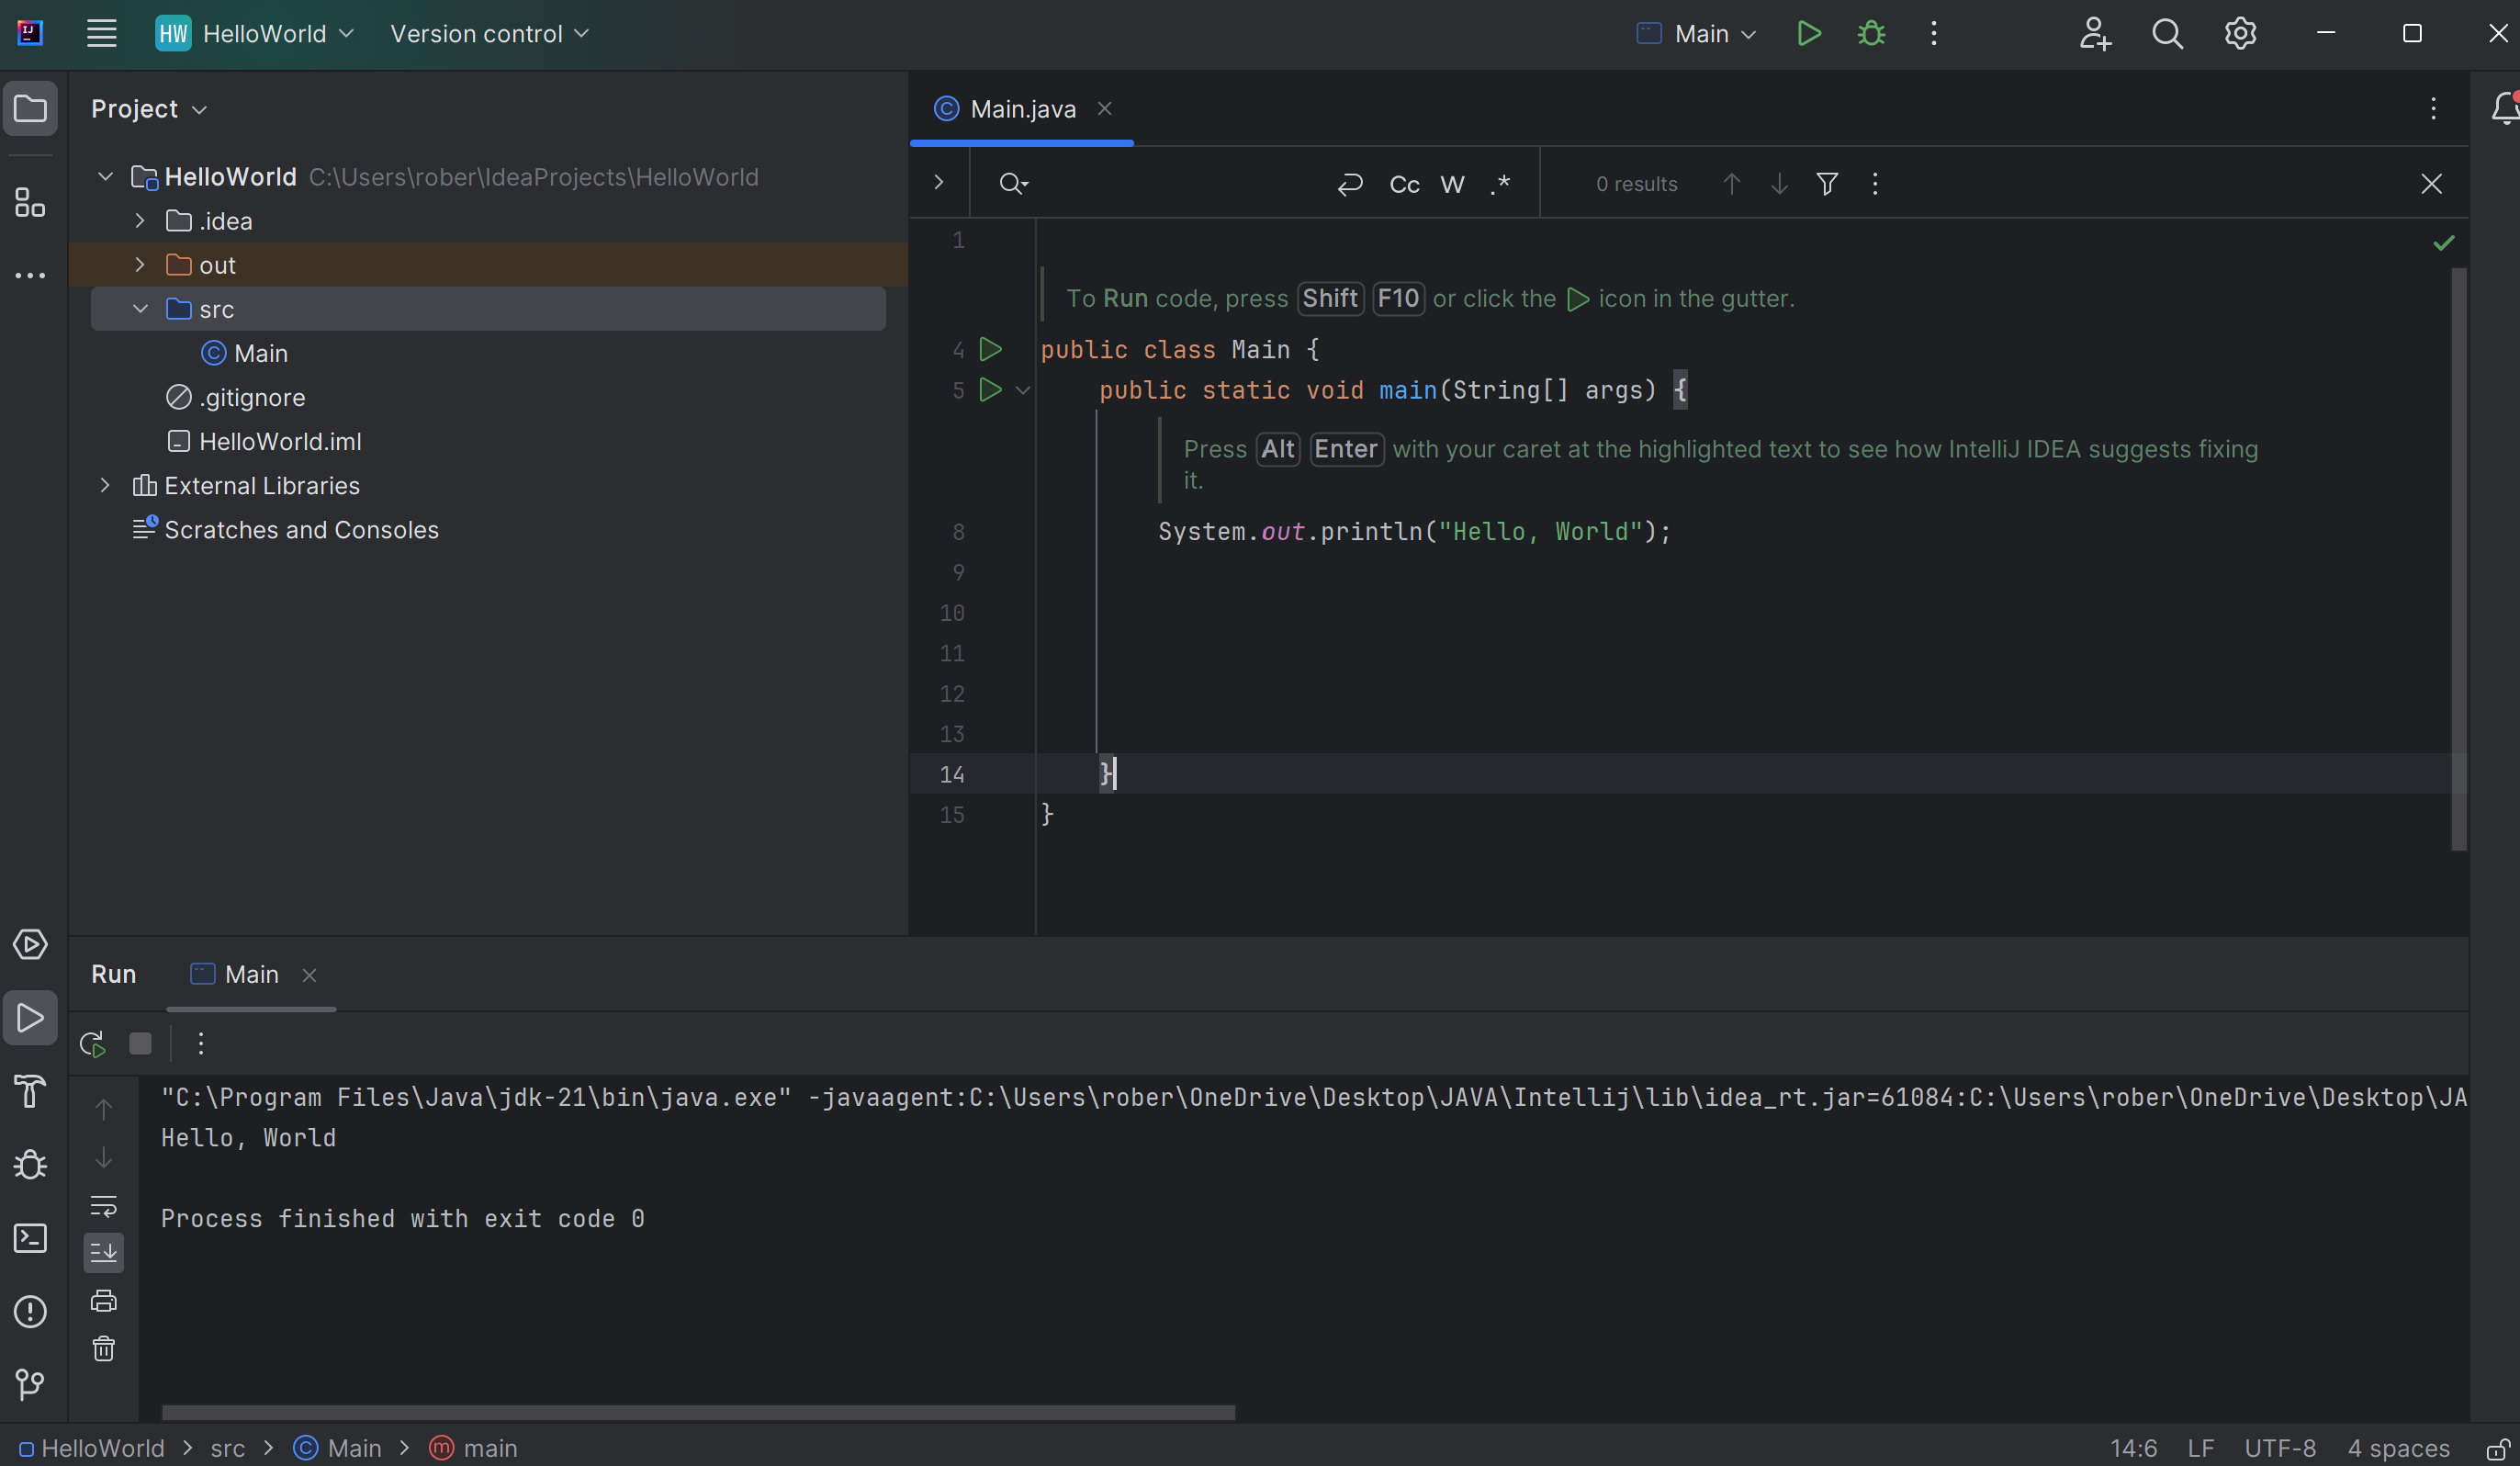 IJ
HW HelloWorld Version control Main
Project
HelloWorld C:\Users\rober\IdeaProjects\HelloWorld
.idea
out
src
C Main
.gitignore
HelloWorld.iml
External Libraries
Scratches and Consoles
C Main.java
Cc W .* 0 results
1
To Run code, press Shift F10 or click the icon in the gutter.
4 public class Main {
5 public static void main(String[] args) {
Press Alt Enter with your caret at the highlighted text to see how IntelliJ IDEA suggests fixing
it.
8 System.out.println("Hello, World");
9
10
11
12
13
14 }
15 }
Run Main
"C:\Program Files\Java\jdk-21\bin\java.exe" -javaagent:C:\Users\rober\OneDrive\Desktop\JAVA\Intellij\lib\idea_rt.jar=61084:C:\Users\rober\OneDrive\Desktop\JA
Hello, World
Process finished with exit code 0
HelloWorld > src > C Main > m main 14:6 LF UTF-8 4 spaces